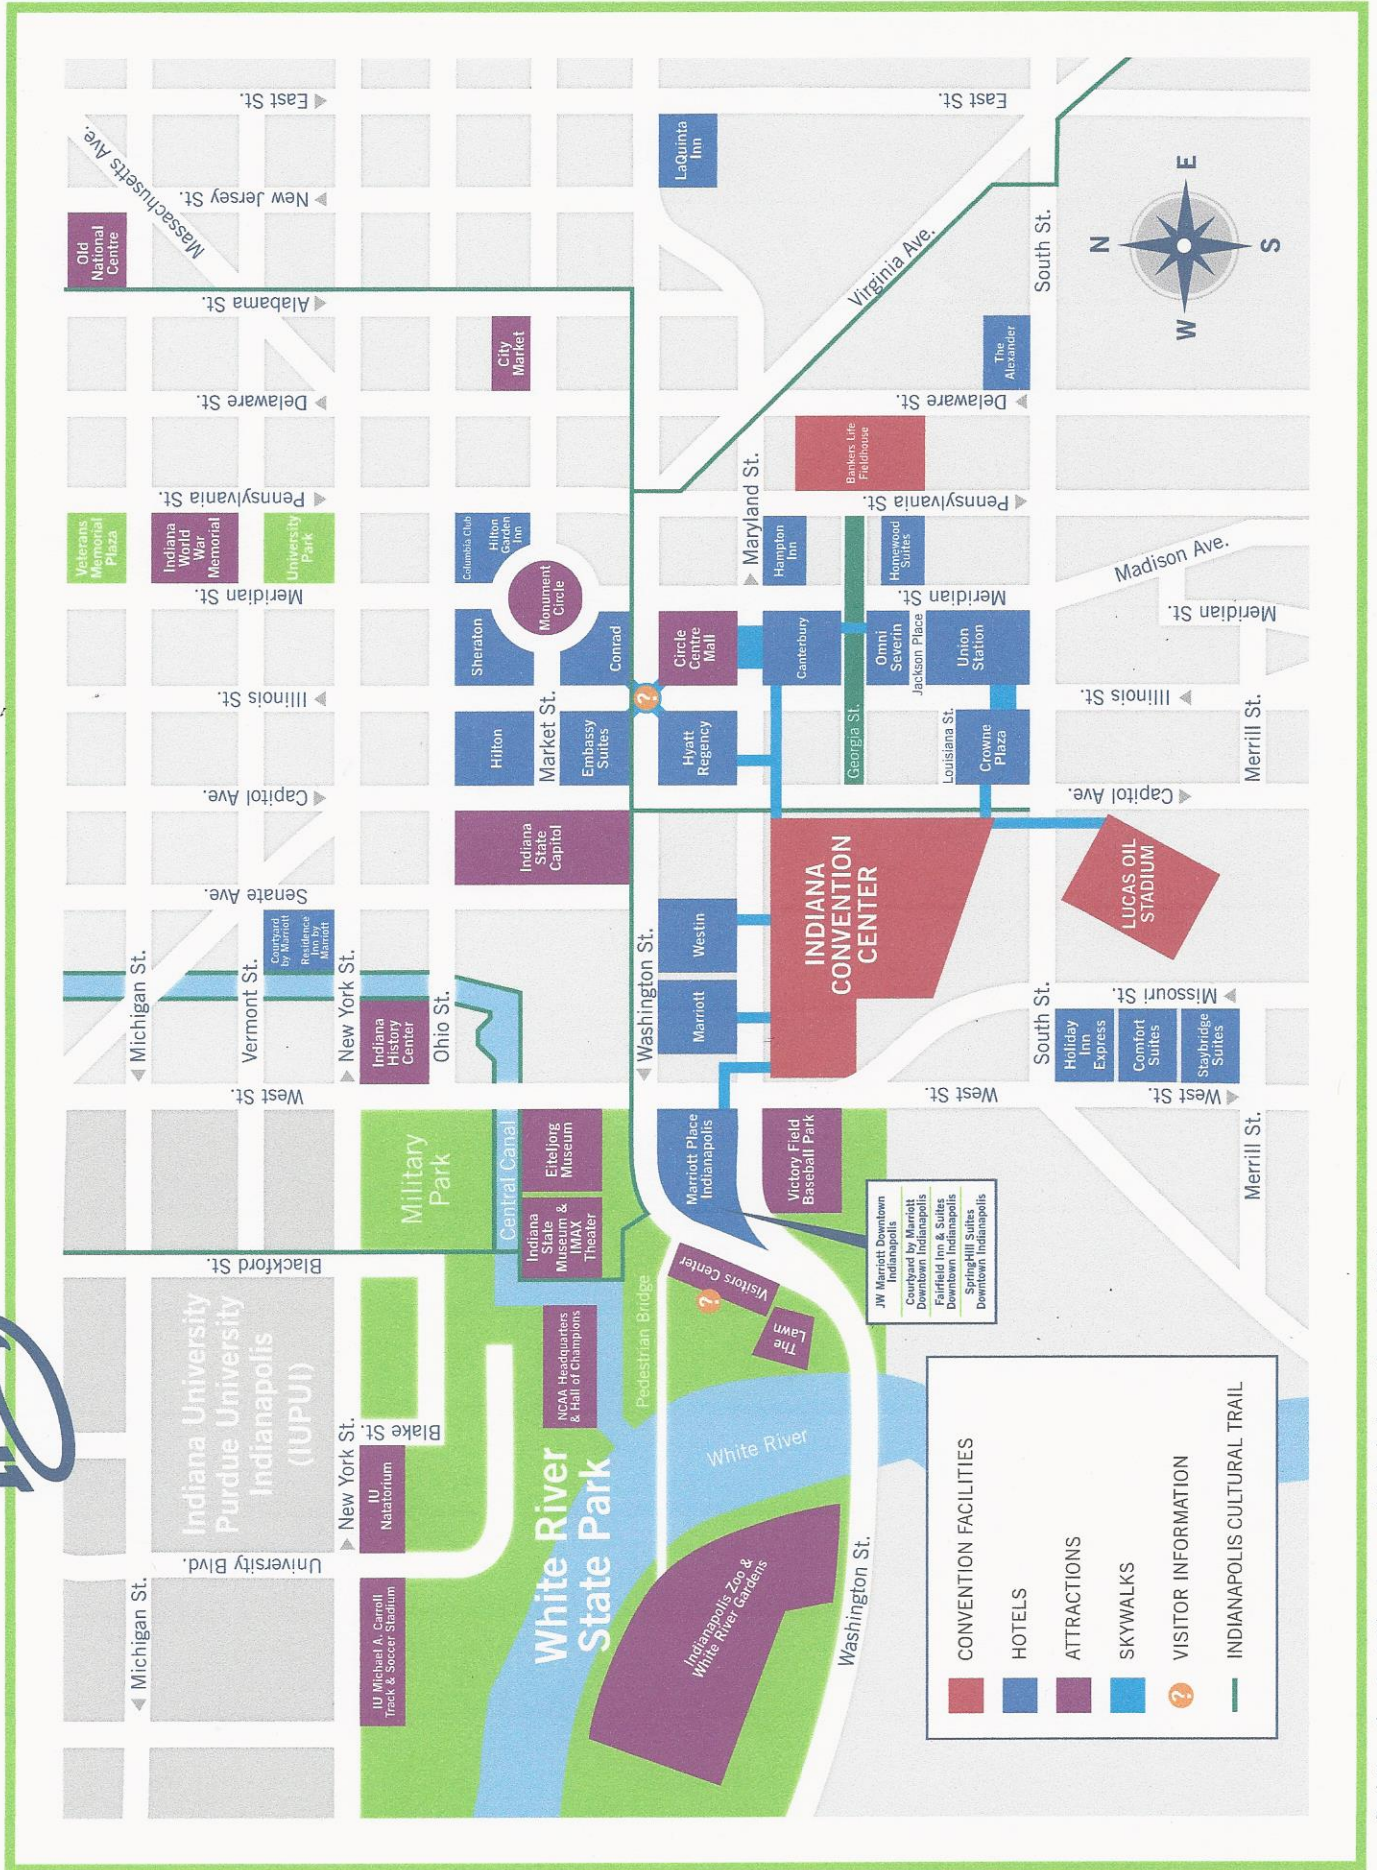 East St.
East St.
Massachusetts Ave.
New Jersey St.
Old
National
Centre
LaQuinta
Inn
Alabama St.
Virginia Ave.
South St.
N
E
S
W
City
Market
The
Alexander
Delaware St.
Delaware St.
Bankers Life
Fieldhouse
Pennsylvania St.
Pennsylvania St.
Maryland St.
Veterans
Memorial
Plaza
Indiana
World
War
Memorial
University
Park
Columbia Club
Hilton
Garden
Inn
Monument
Circle
Hampton
Inn
Homewood
Suites
Madison Ave.
Meridian St.
Meridian St.
Meridian St.
Sheraton
Conrad
Circle
Centre
Mall
Canterbury
Omni
Severin
Jackson Place
Union
Station
Illinois St.
Illinois St.
?
Market St.
Hilton
Embassy
Suites
Hyatt
Regency
Georgia St.
Louisiana St.
Crowne
Plaza
Merrill St.
Capitol Ave.
Capitol Ave.
Indiana
State
Capitol
INDIANA
CONVENTION
CENTER
LUCAS OIL
STADIUM
Senate Ave.
Courtyard
by Marriott
Residence
Inn by
Marriott
Westin
Marriott
Michigan St.
Vermont St.
New York St.
Ohio St.
Washington St.
South St.
Missouri St.
Indiana
History
Center
Holiday
Inn
Express
Comfort
Suites
Staybridge
Suites
West St.
West St.
West St.
Military
Park
Central Canal
Eiteljorg
Museum
Indiana
State
Museum &
IMAX
Theater
Marriott Place
Indianapolis
Victory Field
Baseball Park
Merrill St.
JW Marriott Downtown
Indianapolis
Courtyard by Marriott
Downtown Indianapolis
Fairfield Inn & Suites
Downtown Indianapolis
SpringHill Suites
Downtown Indianapolis
Blackford St.
Indiana University
Purdue University
Indianapolis
(IUPUI)
Visitors Center
?
The
Lawn
Pedestrian Bridge
NCAA Headquarters
& Hall of Champions
Blake St.
New York St.
IU
Natatorium
White River
White River
State Park
University Blvd.
Michigan St.
IU Michael A. Carroll
Track & Soccer Stadium
Indianapolis Zoo &
White River Gardens
Washington St.
CONVENTION FACILITIES
HOTELS
ATTRACTIONS
SKYWALKS
? VISITOR INFORMATION
INDIANAPOLIS CULTURAL TRAIL